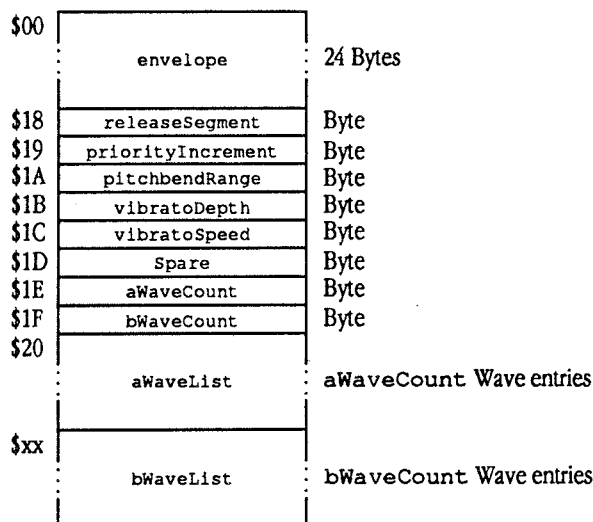 $00
envelope 24 Bytes
$18 releaseSegment Byte
$19 priorityIncrement Byte
$1A pitchbendRange Byte
$1B vibratoDepth Byte
$1C vibratoSpeed Byte
$1D Spare Byte
$1E aWaveCount Byte
$1F bWaveCount Byte
$20
aWaveList aWaveCount Wave entries
$xx
bWaveList bWaveCount Wave entries